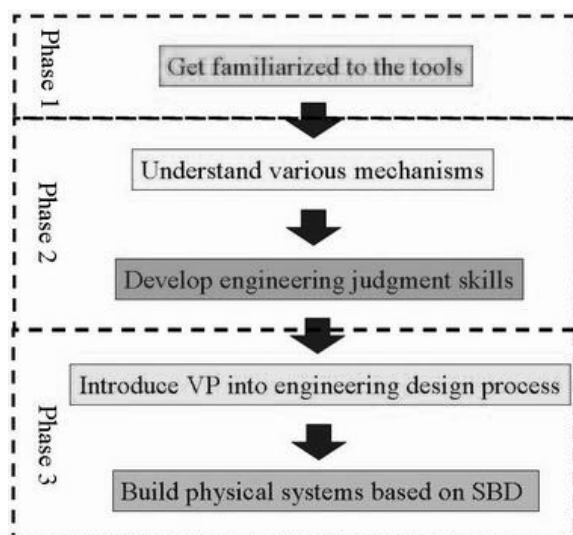 Phase 1
Get familiarized to the tools
Phase 2
Understand various mechanisms
Develop engineering judgment skills
Phase 3
Introduce VP into engineering design process
Build physical systems based on SBD